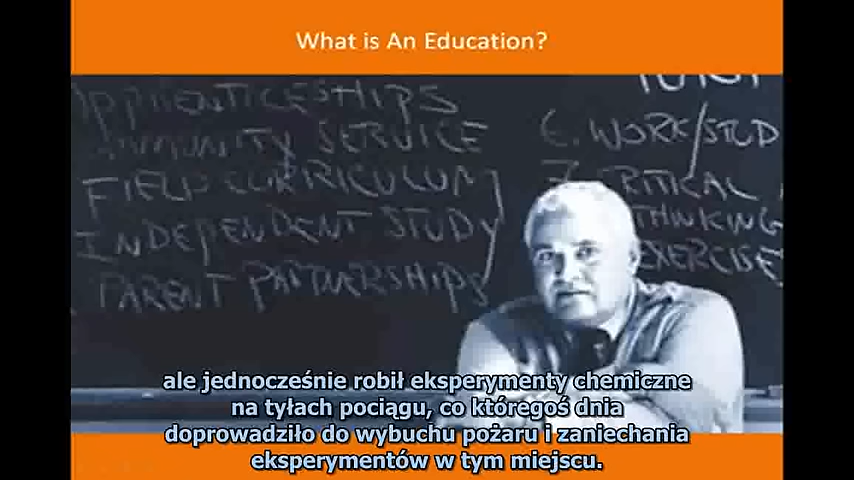 What is An Education?
APPRENTICESHIPS
COMMUNITY SERVICE
FIELD CURRICULUM
INDEPENDENT STUDY
PARENT PARTNERSHIPS
6. WORK/STUD
7. CRITICAL
THINKING
EXERCISE
ale jednocześnie robił eksperymenty chemiczne
na tyłach pociągu, co któregoś dnia
doprowadziło do wybuchu pożaru i zaniechania
eksperymentów w tym miejscu.